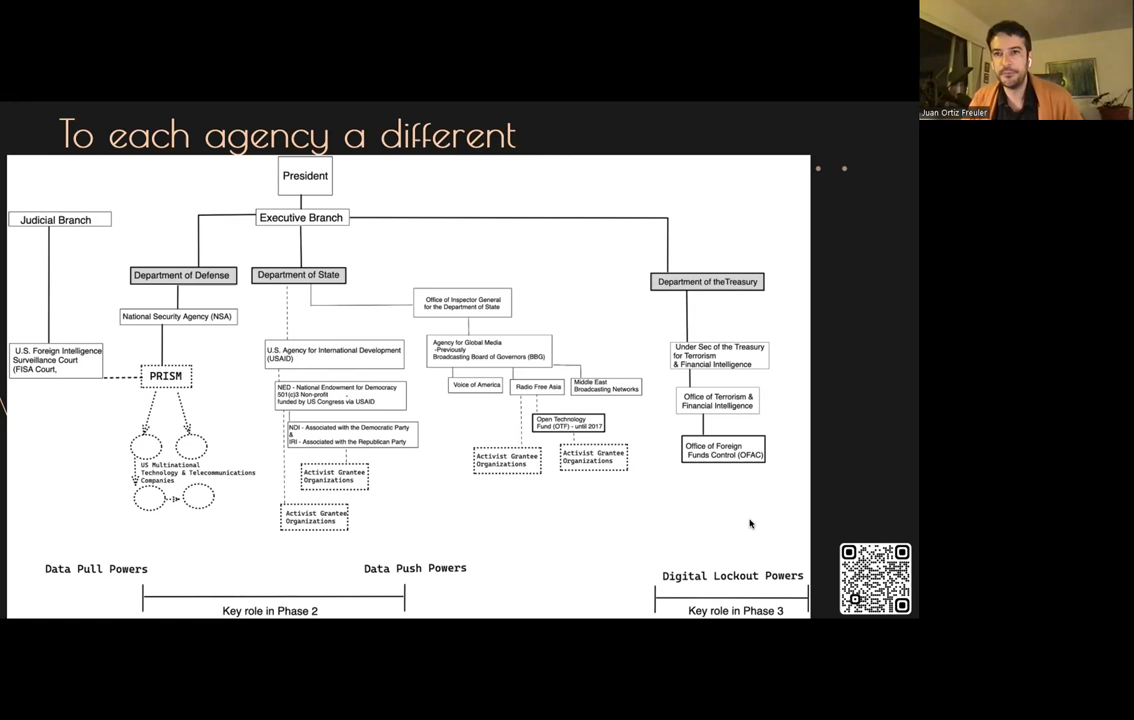 Juan Ortiz Freuler
To each agency a different
President
Judicial Branch
Executive Branch
Department of Defense
Department of State
Department of theTreasury
Office of Inspector General
for the Department of State
National Security Agency (NSA)
U.S. Foreign Intelligence
Surveillance Court
(FISA Court,
PRISM
U.S. Agency for International Development
(USAID)
Agency for Global Media
-Previously
Broadcasting Board of Governors (BBG)
Under Sec of the Treasury
for Terrorism
& Financial Intelligence
NED - National Endowment for Democracy
501(c)3 Non-profit
funded by US Congress via USAID
Voice of America
Radio Free Asia
Middle East
Broadcasting Networks
Office of Terrorism &
Financial Intelligence
NDI - Associated with the Democratic Party
&
IRI - Associated with the Republican Party
Open Technology
Fund (OTF) - until 2017
Office of Foreign
Funds Control (OFAC)
US Multinational
Technology & Telecommunications
Companies
Activist Grantee
Organizations
Activist Grantee
Organizations
Activist Grantee
Organizations
Activist Grantee
Organizations
Data Pull Powers
Data Push Powers
Digital Lockout Powers
Key role in Phase 2
Key role in Phase 3